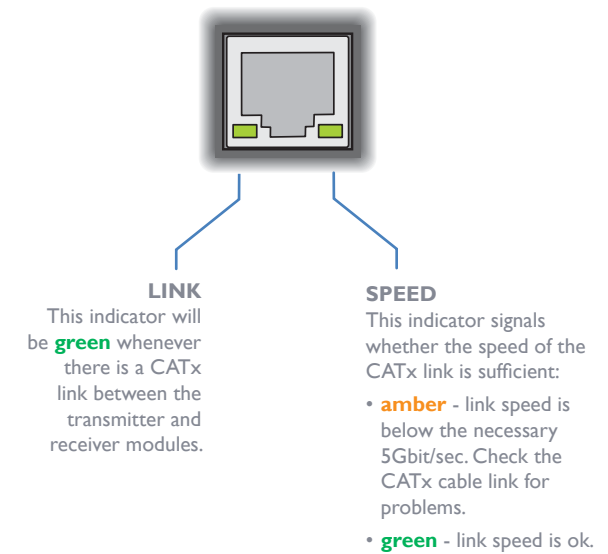 LINK
This indicator will
be green whenever
there is a CATx
link between the
transmitter and
receiver modules.
SPEED
This indicator signals
whether the speed of the
CATx link is sufficient:
• amber - link speed is
below the necessary
5Gbit/sec. Check the
CATx cable link for
problems.
• green - link speed is ok.